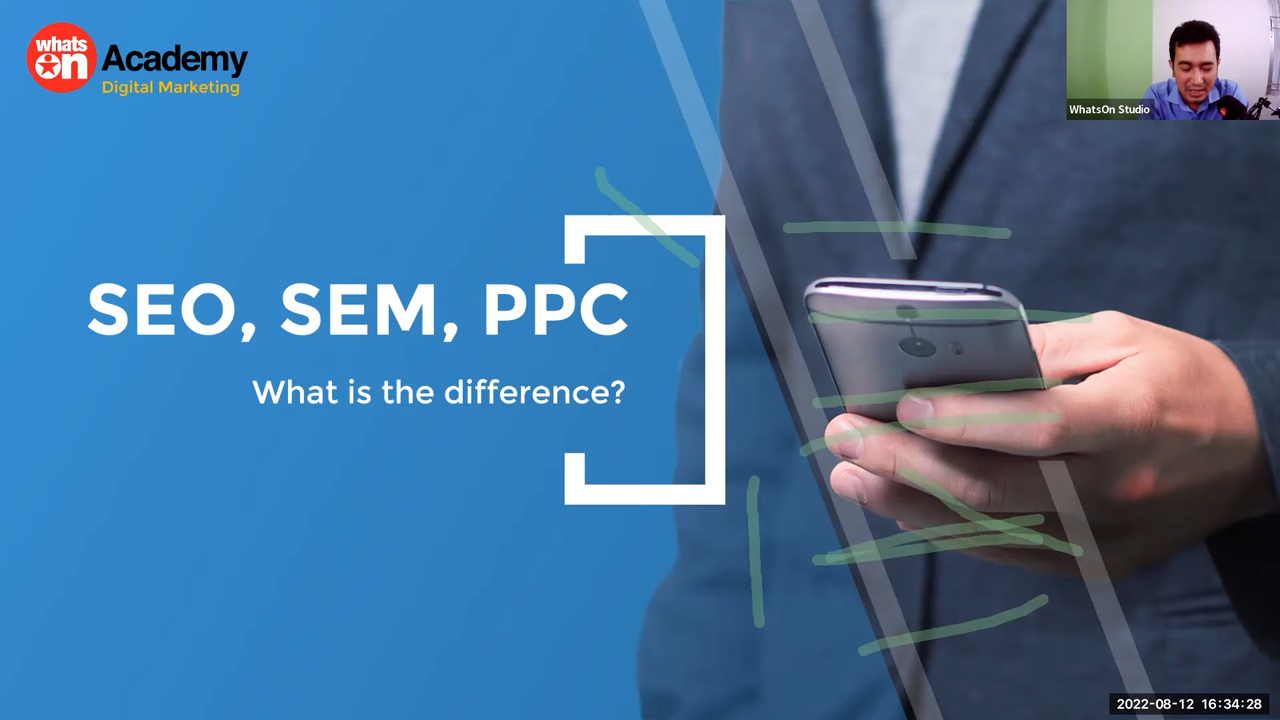 whats
on
Academy
Digital Marketing
WhatsOn Studio
SEO, SEM, PPC
What is the difference?
2022-08-12 16:34:28